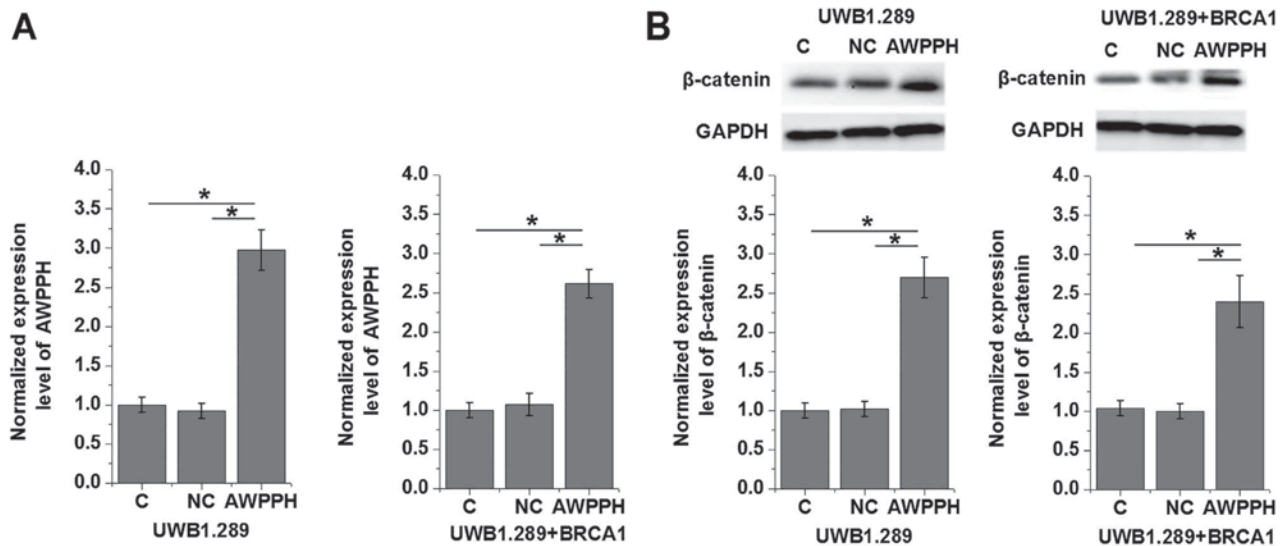 A
4.0
3.5
3.0
2.5
2.0
1.5
1.0
0.5
0.0
Normalized expression
level of AWPPH
*
*
C NC AWPPH
UWB1.289
4.0
3.5
3.0
2.5
2.0
1.5
1.0
0.5
0.0
Normalized expression
level of AWPPH
*
*
C NC AWPPH
UWB1.289+BRCA1
B
UWB1.289
C NC AWPPH
β-catenin
GAPDH
4.0
3.5
3.0
2.5
2.0
1.5
1.0
0.5
0.0
Normalized expression
level of β-catenin
*
*
C NC AWPPH
UWB1.289
UWB1.289+BRCA1
C NC AWPPH
β-catenin
GAPDH
4.0
3.5
3.0
2.5
2.0
1.5
1.0
0.5
0.0
Normalized expression
level of β-catenin
*
*
C NC AWPPH
UWB1.289+BRCA1